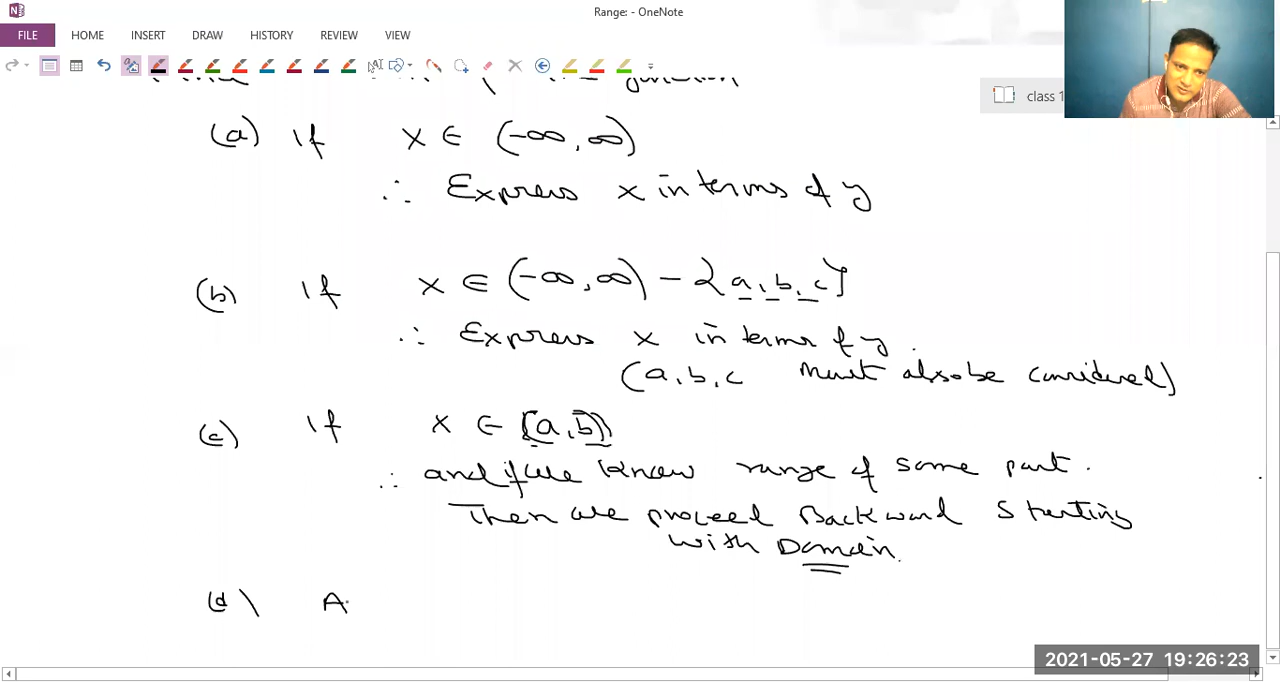 Range: - OneNote
FILE HOME INSERT DRAW HISTORY REVIEW VIEW
class 1
function
(a) If x ∈ (-∞, ∞)
∴ Express x in terms of y
(b) If x ∈ (-∞, ∞) - {a, b, c}
∴ Express x in terms of y.
(a, b, c must also be considered)
(c) If x ∈ [(a, b)]
∴ and if we know range of some part.
Then we proceed Backward Starting
with Domain.
(d) A
2021-05-27 19:26:23